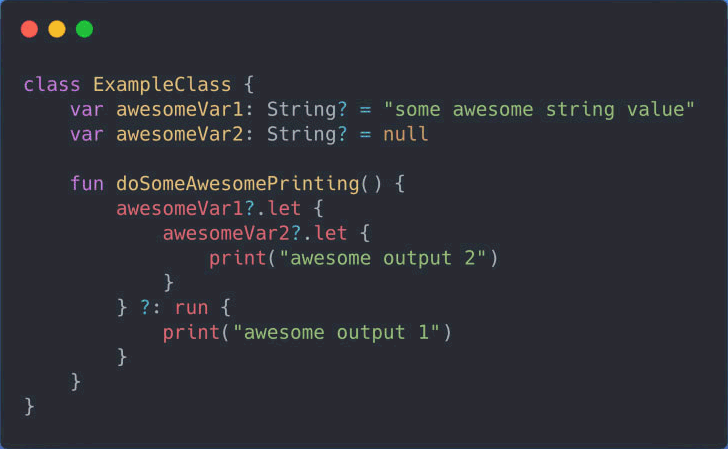 class ExampleClass {
    var awesomeVar1: String? = "some awesome string value"
    var awesomeVar2: String? = null

    fun doSomeAwesomePrinting() {
        awesomeVar1?.let {
            awesomeVar2?.let {
                print("awesome output 2")
            }
        } ?: run {
            print("awesome output 1")
        }
    }
}